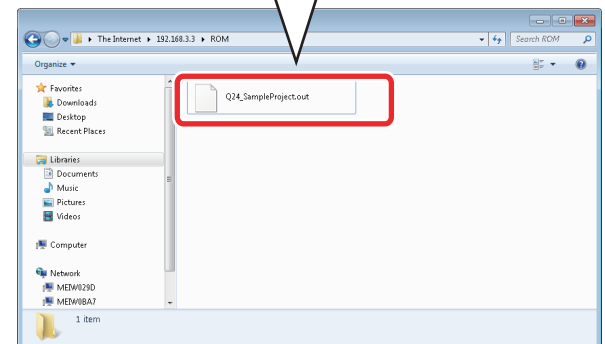 The Internet ▸ 192.168.3.3 ▸ ROM
Search ROM
Organize
Favorites
Downloads
Desktop
Recent Places
Libraries
Documents
Music
Pictures
Videos
Computer
Network
MEIW029D
MEIW0BA7
Q24_SampleProject.out
1 item